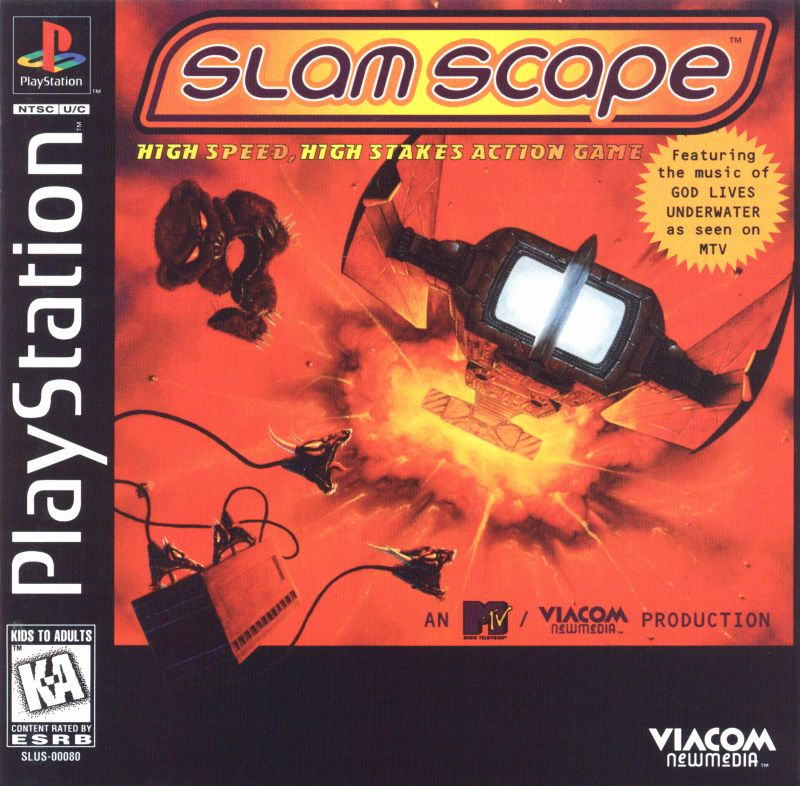 PlayStation
NTSC U/C
PlayStation
SLAM SCAPE
HIGH SPEED, HIGH STAKES ACTION GAME
Featuring
the music of
GOD LIVES
UNDERWATER
as seen on
MTV
AN MTV MUSIC TELEVISION / VIACOM NEWMEDIA PRODUCTION
KIDS TO ADULTS
K-A
CONTENT RATED BY
ESRB
SLUS-00080
VIACOM
NEWMEDIA